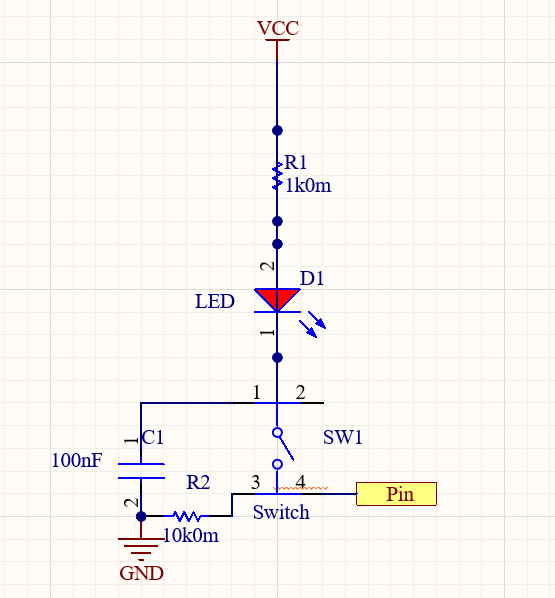 VCC
R1
1k0m
2
D1
LED
1
1 2
1
C1
SW1
100nF
2
R2
3 4
Pin
Switch
10k0m
GND